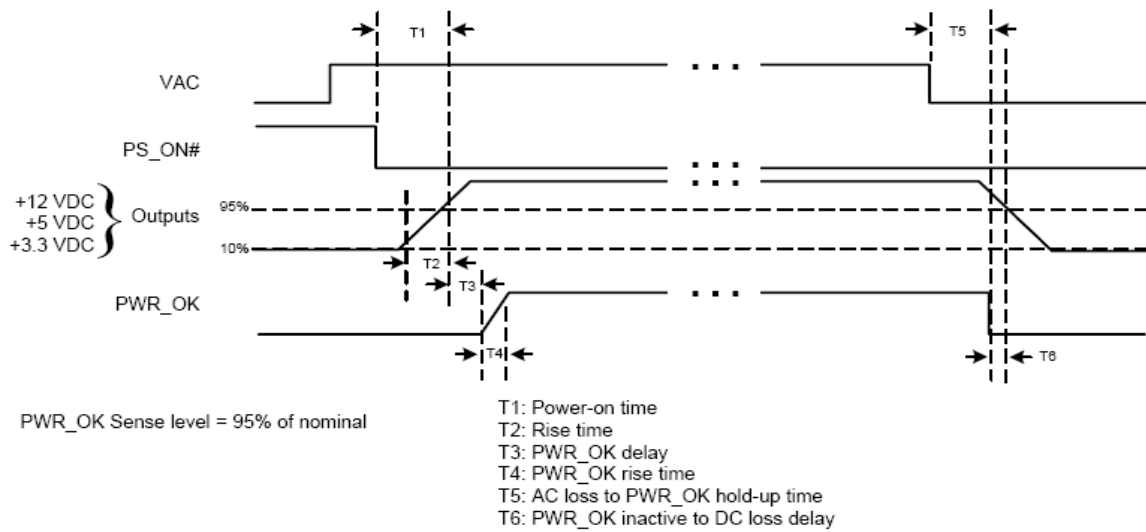 T1
T5
VAC
PS_ON#
+12 VDC
+5 VDC
+3.3 VDC
Outputs
95%
10%
T2
T3
PWR_OK
T4
T6
PWR_OK Sense level = 95% of nominal
T1: Power-on time
T2: Rise time
T3: PWR_OK delay
T4: PWR_OK rise time
T5: AC loss to PWR_OK hold-up time
T6: PWR_OK inactive to DC loss delay